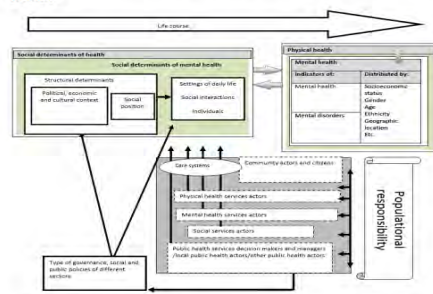 Life course
Social determinants of health
Social determinants of mental health
Structural determinants
Political, economic
and cultural context
Social
position
Settings of daily life
Social interactions
Individuals
Physical health
Mental health
Indicators of:
Distributed by:
Mental health
Mental disorders
Socioeconomic
status
Gender
Age
Ethnicity
Geographic
location
Etc.
Care systems
Community actors and citizens
Physical health services actors
Mental health services actors
Social services actors
Public health services decision makers and managers
/local public health actors/other public health actors
Populational
responsibility
Type of governance, social and
public policies of different
sectors